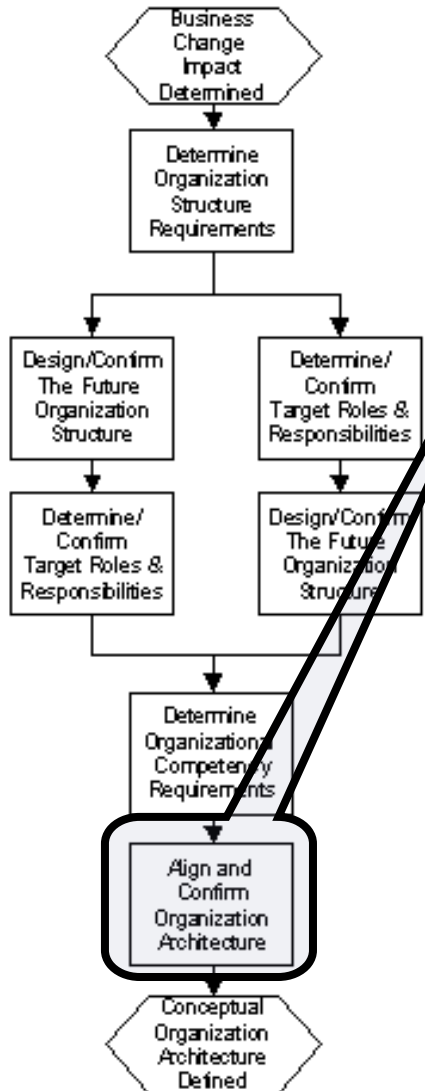 Business
Change
Impact
Determined
Determine
Organization
Structure
Requirements
Design/Confirm
The Future
Organization
Structure
Determine/
Confirm
Target Roles &
Responsibilities
Determine/
Confirm
Target Roles &
Responsibilities
Design/Confirm
The Future
Organization
Structure
Determine
Organizational
Competency
Requirements
Align and
Confirm
Organization
Architecture
Conceptual
Organization
Architecture
Defined